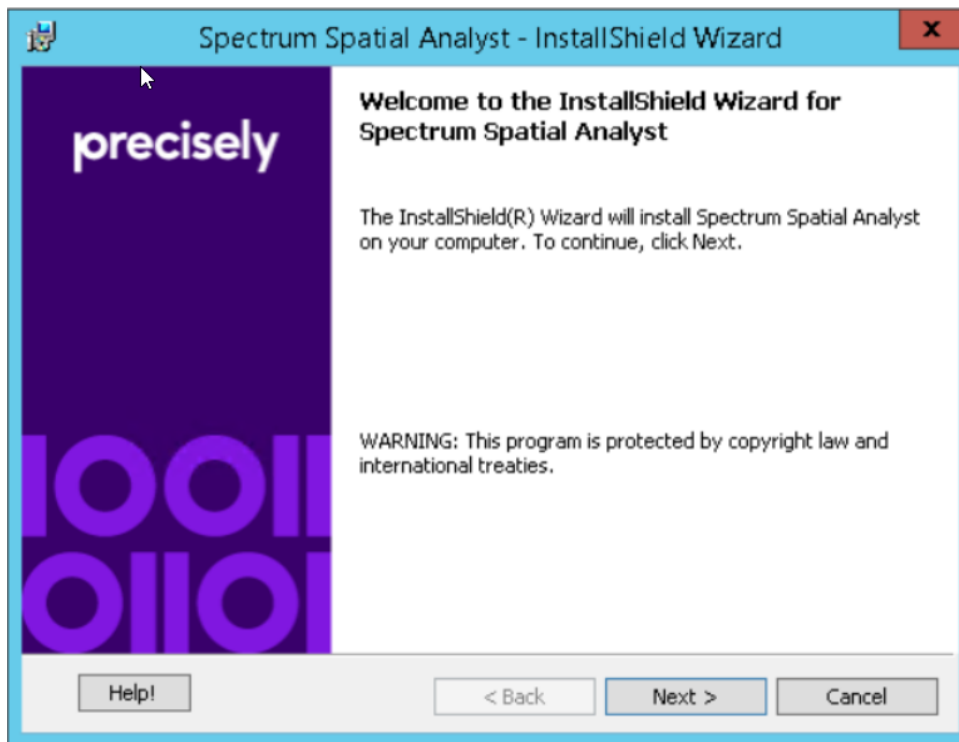 Spectrum Spatial Analyst - InstallShield Wizard
x
precisely
Welcome to the InstallShield Wizard for
Spectrum Spatial Analyst
The InstallShield(R) Wizard will install Spectrum Spatial Analyst
on your computer. To continue, click Next.
WARNING: This program is protected by copyright law and
international treaties.
10011
01101
Help!
< Back
Next >
Cancel